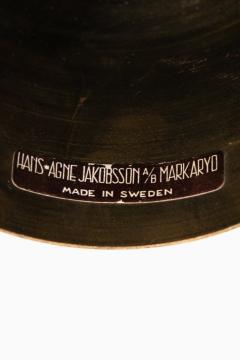 HANS-AGNE JAKOBSSON A/B MARKARYD
MADE IN SWEDEN